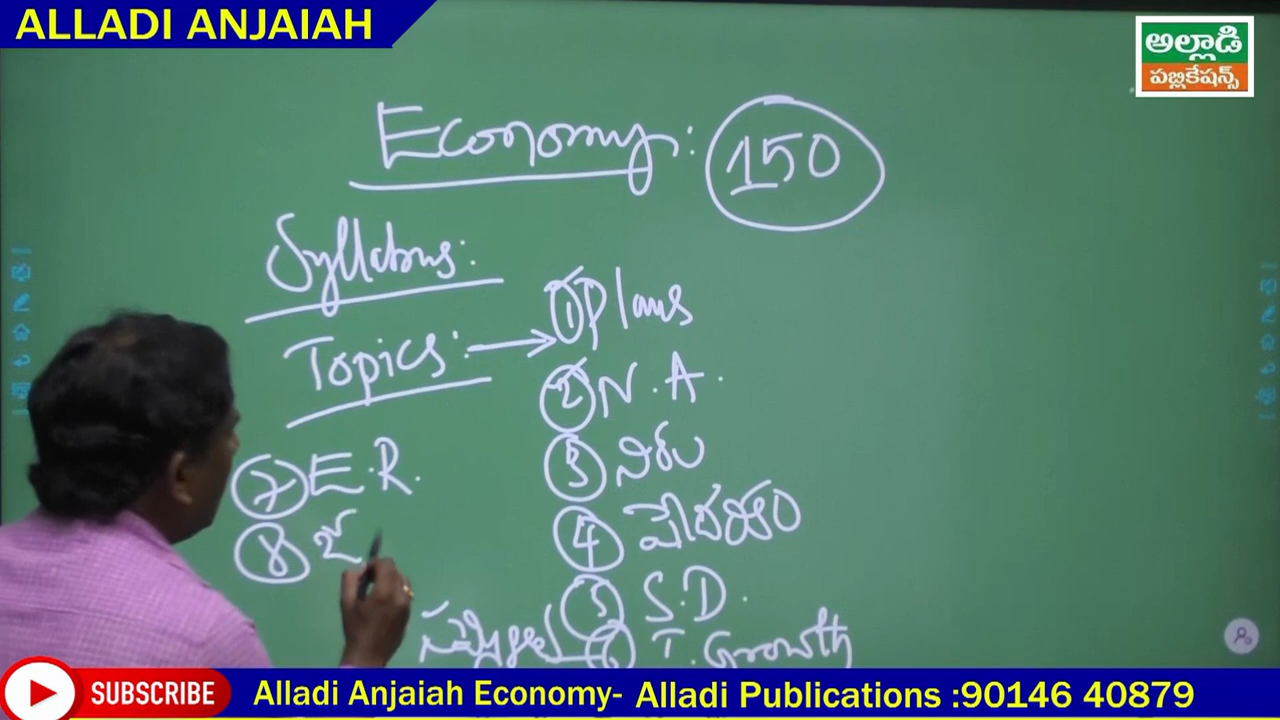 ALLADI ANJAIAH
అల్లాడి
పబ్లికేషన్స్
Economy: 150
Syllabus:
Topics: → ① Plans
② N.A.
③ నిరు
④ పేదరికం
⑤ S.D.
T. Growth
⑦ E.R.
⑧
SUBSCRIBE
Alladi Anjaiah Economy- Alladi Publications :90146 40879